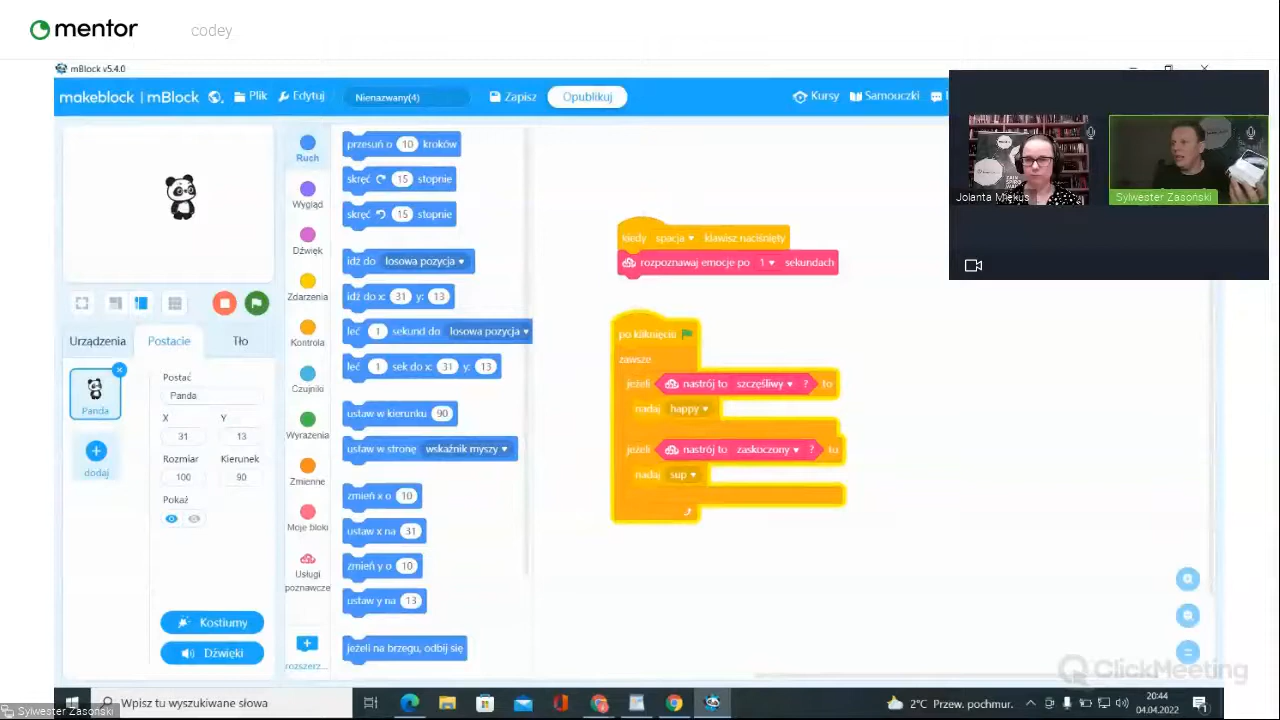 mentor
codey
mBlock v5.4.0
makeblock | mBlock
Plik
Edytuj
Nienazwany(4)
Zapisz
Opublikuj
Kursy
Samouczki
Jolanta Miękus
Sylwester Zasoński
Ruch
Wygląd
Dźwięk
Zdarzenia
Kontrola
Czujniki
Wyrażenia
Zmienne
Moje bloki
Usługi
poznawcze
rozszerz...
przesuń o 10 kroków
skręć 15 stopnie
skręć 15 stopnie
idź do losowa pozycja
idź do x: 31 y: 13
leć 1 sekund do losowa pozycja
leć 1 sek do x: 31 y: 13
ustaw w kierunku 90
ustaw w stronę wskaźnik myszy
zmień x o 10
ustaw x na 31
zmień y o 10
ustaw y na 13
jeżeli na brzegu, odbij się
kiedy spacja klawisz naciśnięty
rozpoznawaj emocje po 1 sekundach
po kliknięciu
zawsze
jeżeli nastrój to szczęśliwy ? to
nadaj happy
jeżeli nastrój to zaskoczony ? to
nadaj sup
Urządzenia
Postacie
Tło
Panda
dodaj
Postać
Panda
X Y
31 13
Rozmiar Kierunek
100 90
Pokaż
Kostiumy
Dźwięki
ClickMeeting
Wpisz tu wyszukiwane słowa
2°C Przew. pochmur.
20:44
04.04.2022
Sylwester Zasoński